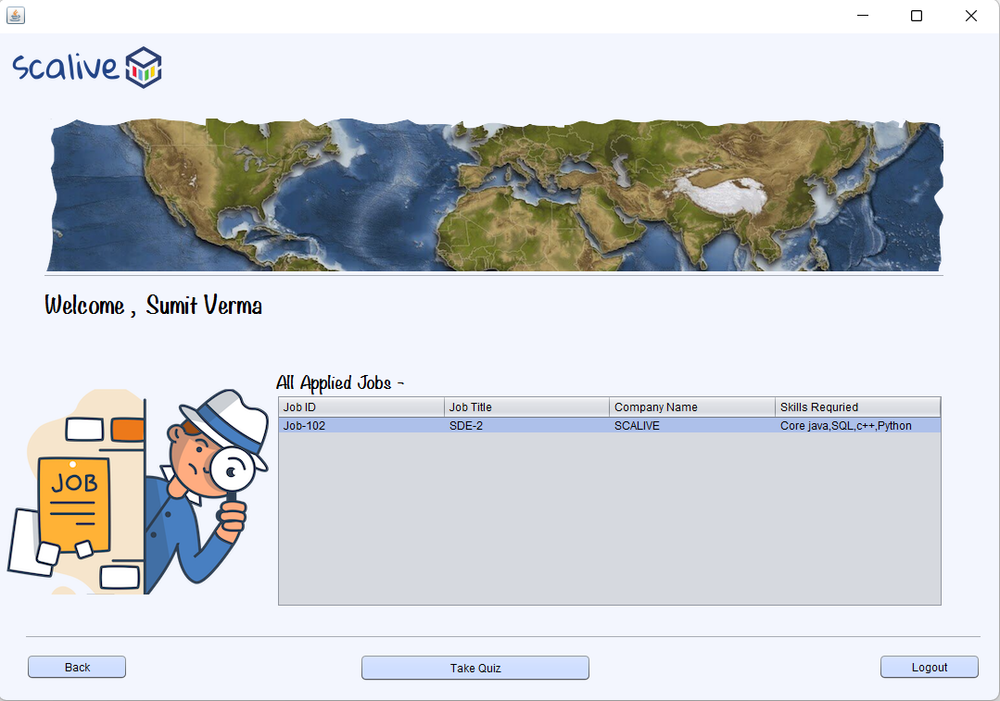 scalive
Welcome , Sumit Verma
All Applied Jobs -
Job ID Job Title Company Name Skills Requried
Job-102 SDE-2 SCALIVE Core java,SQL,c++,Python
JOB
Back Take Quiz Logout